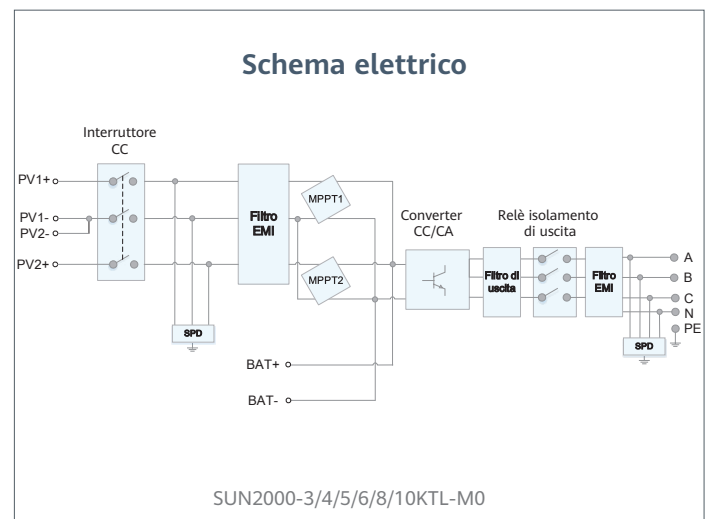 Schema elettrico
Interruttore
CC
PV1+
PV1-
PV2-
PV2+
Filtro
EMI
MPPT1
MPPT2
SPD
BAT+
BAT-
Converter
CC/CA
Filtro di
uscita
Relè isolamento
di uscita
Filtro
EMI
A
B
C
N
PE
SPD
SUN2000-3/4/5/6/8/10KTL-M0